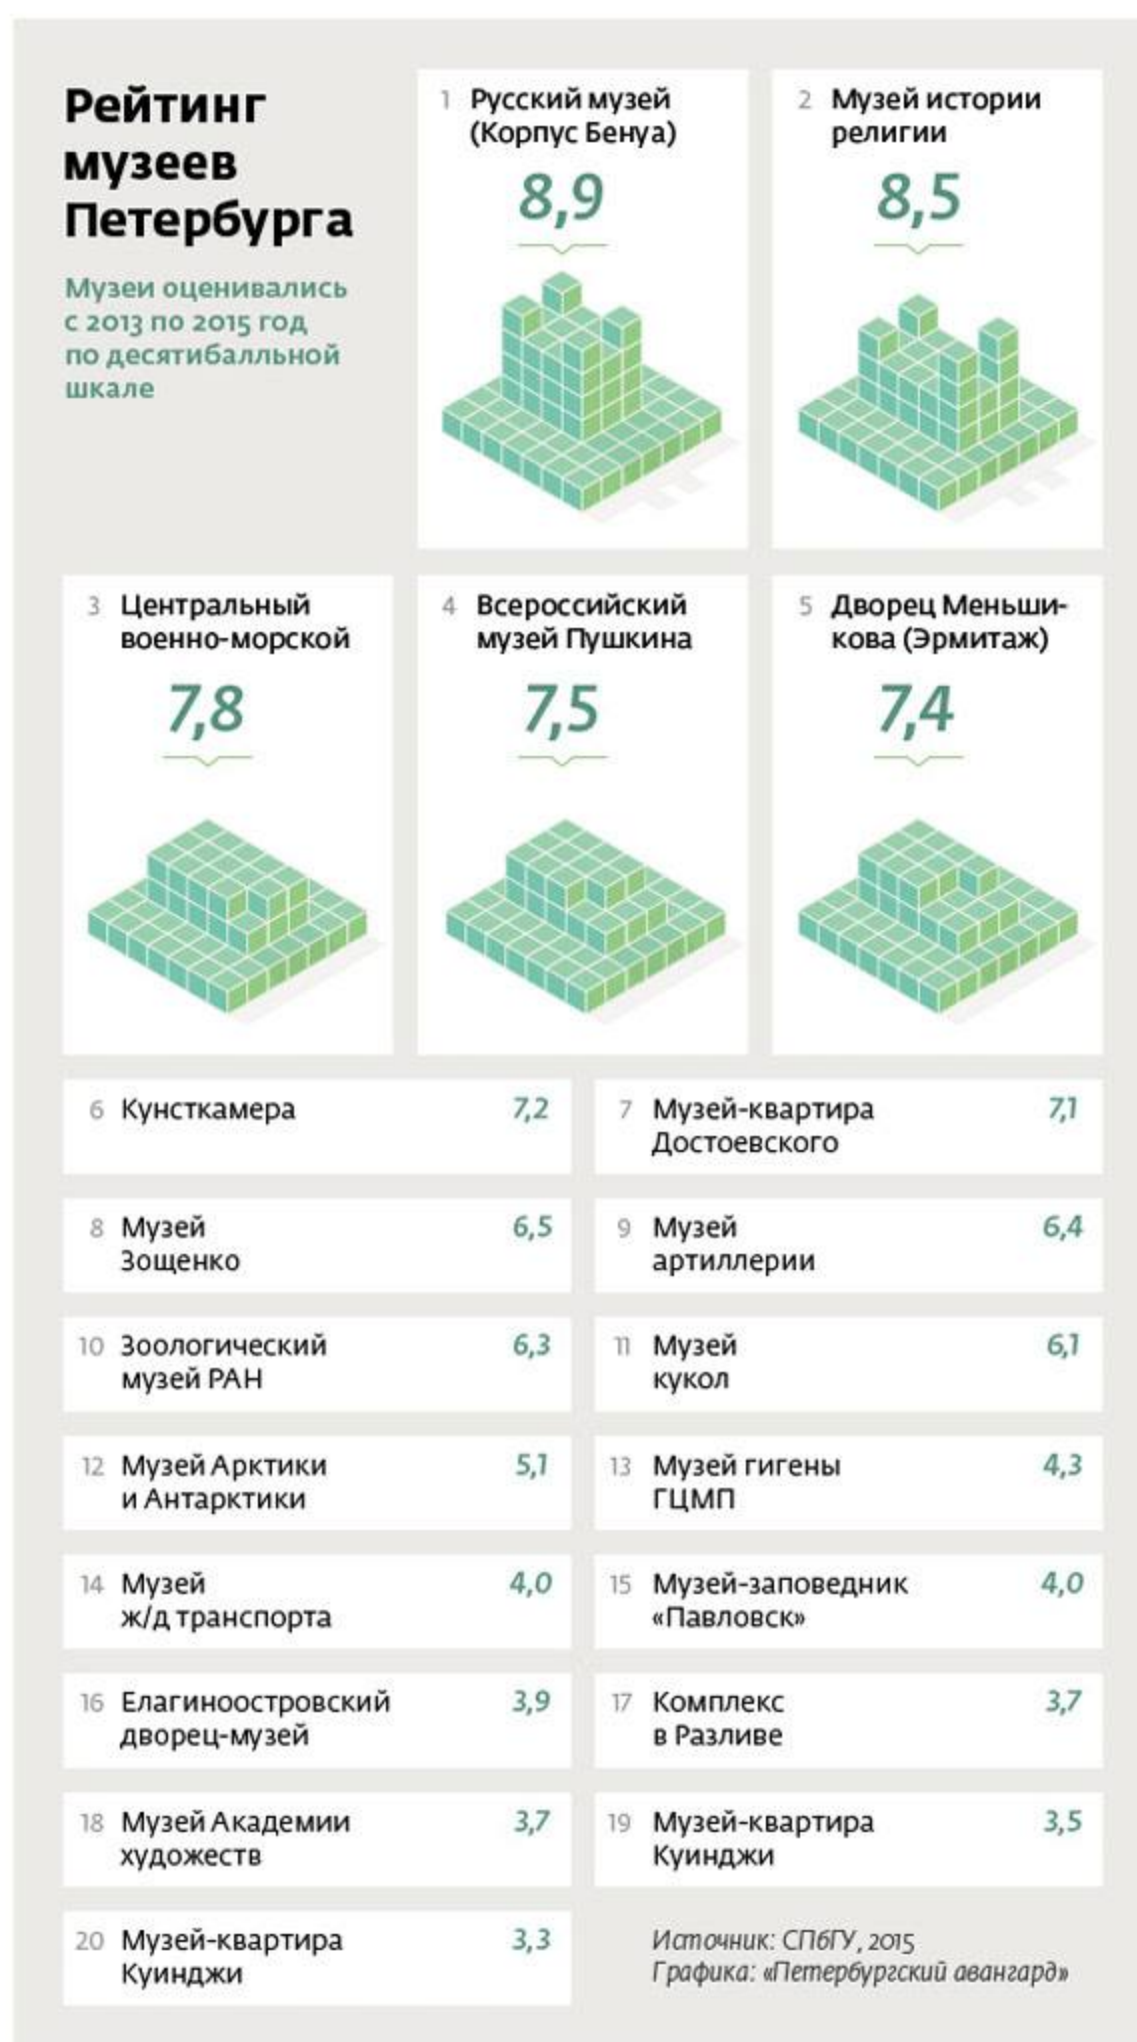 Рейтинг
музеев
Петербурга
Музеи оценивались
с 2013 по 2015 год
по десятибалльной
шкале
1 Русский музей
(Корпус Бенуа)
8,9
2 Музей истории
религии
8,5
3 Центральный
военно-морской
7,8
4 Всероссийский
музей Пушкина
7,5
5 Дворец Меньши-
кова (Эрмитаж)
7,4
6 Кунсткамера 7,2
7 Музей-квартира 7,1
Достоевского
8 Музей 6,5
Зощенко
9 Музей 6,4
артиллерии
10 Зоологический 6,3
музей РАН
11 Музей 6,1
кукол
12 Музей Арктики 5,1
и Антарктики
13 Музей гигены 4,3
ГЦМП
14 Музей 4,0
ж/д транспорта
15 Музей-заповедник 4,0
«Павловск»
16 Елагиноостровский 3,9
дворец-музей
17 Комплекс 3,7
в Разливе
18 Музей Академии 3,7
художеств
19 Музей-квартира 3,5
Куинджи
20 Музей-квартира 3,3
Куинджи
Источник: СПбГУ, 2015
Графика: «Петербургский авангард»